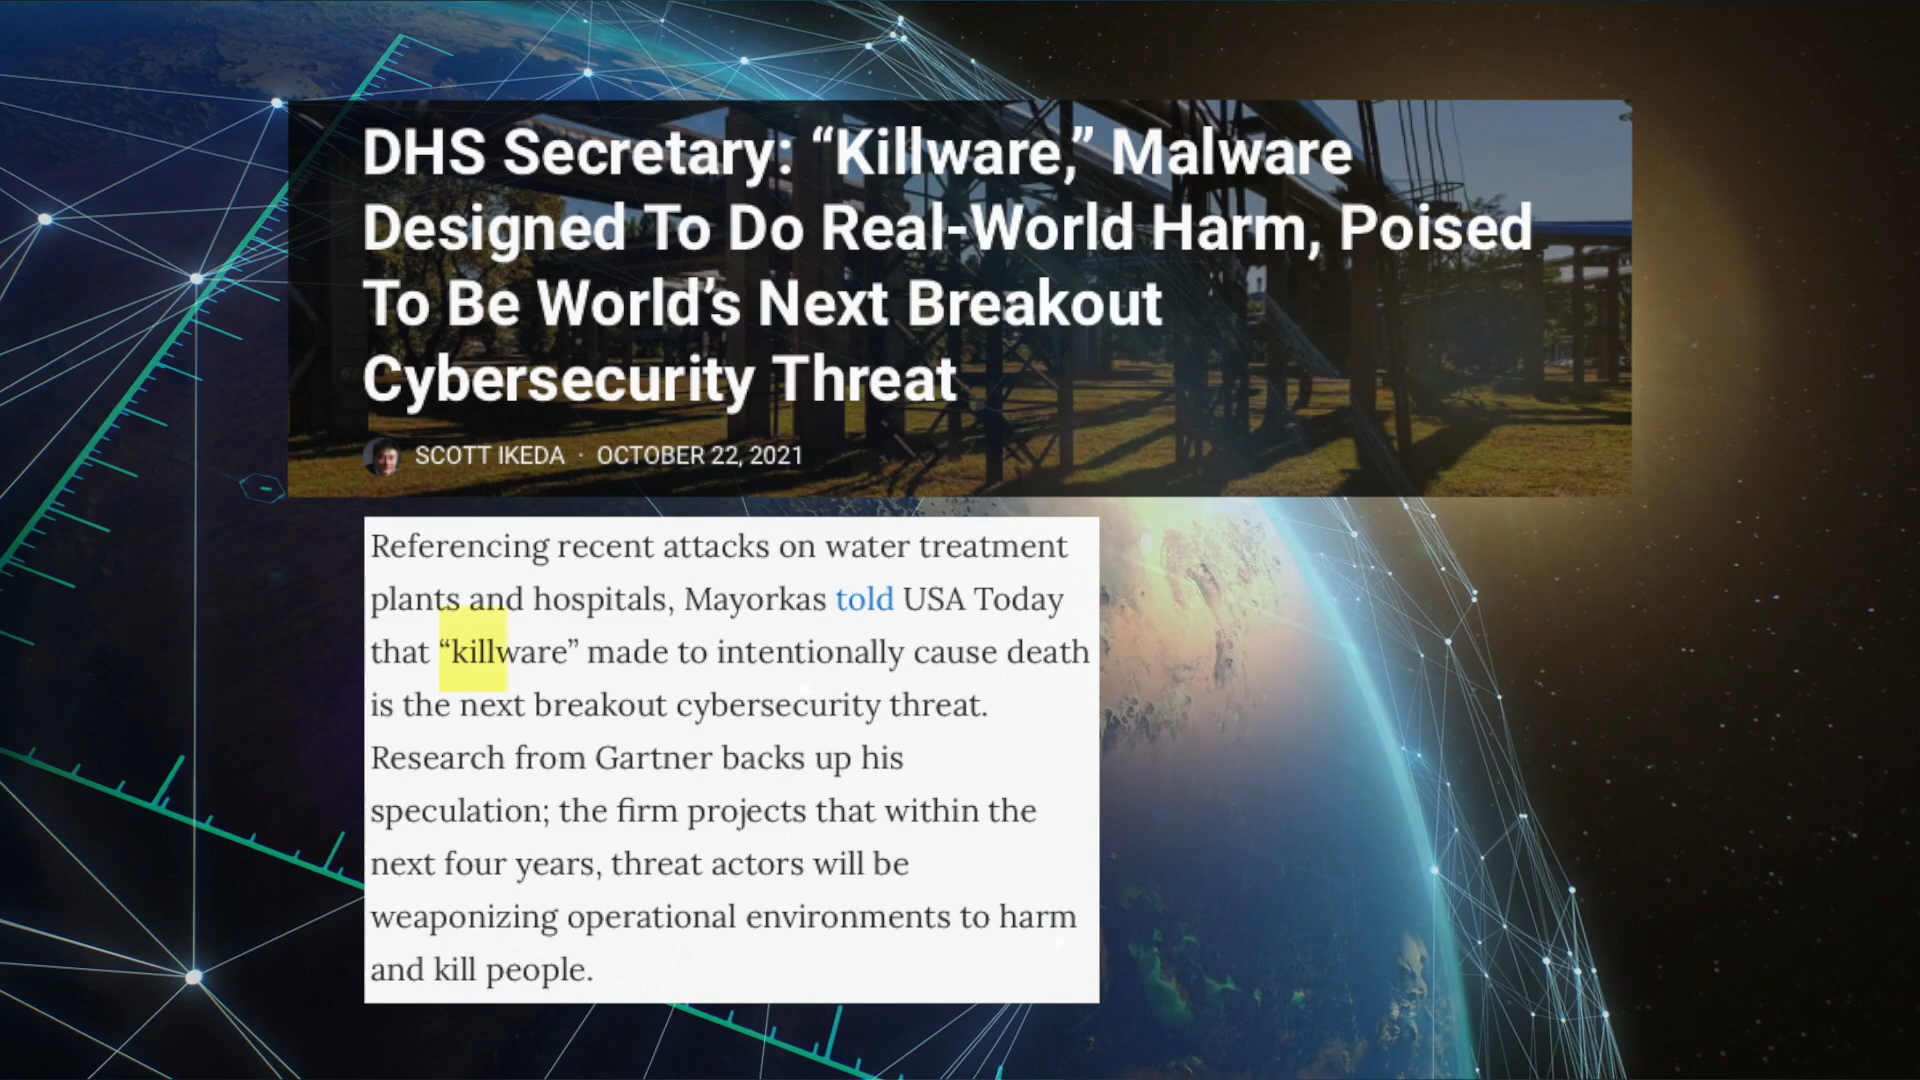 DHS Secretary: “Killware,” Malware
Designed To Do Real-World Harm, Poised
To Be World’s Next Breakout
Cybersecurity Threat
SCOTT IKEDA · OCTOBER 22, 2021
Referencing recent attacks on water treatment
plants and hospitals, Mayorkas told USA Today
that “killware” made to intentionally cause death
is the next breakout cybersecurity threat.
Research from Gartner backs up his
speculation; the firm projects that within the
next four years, threat actors will be
weaponizing operational environments to harm
and kill people.